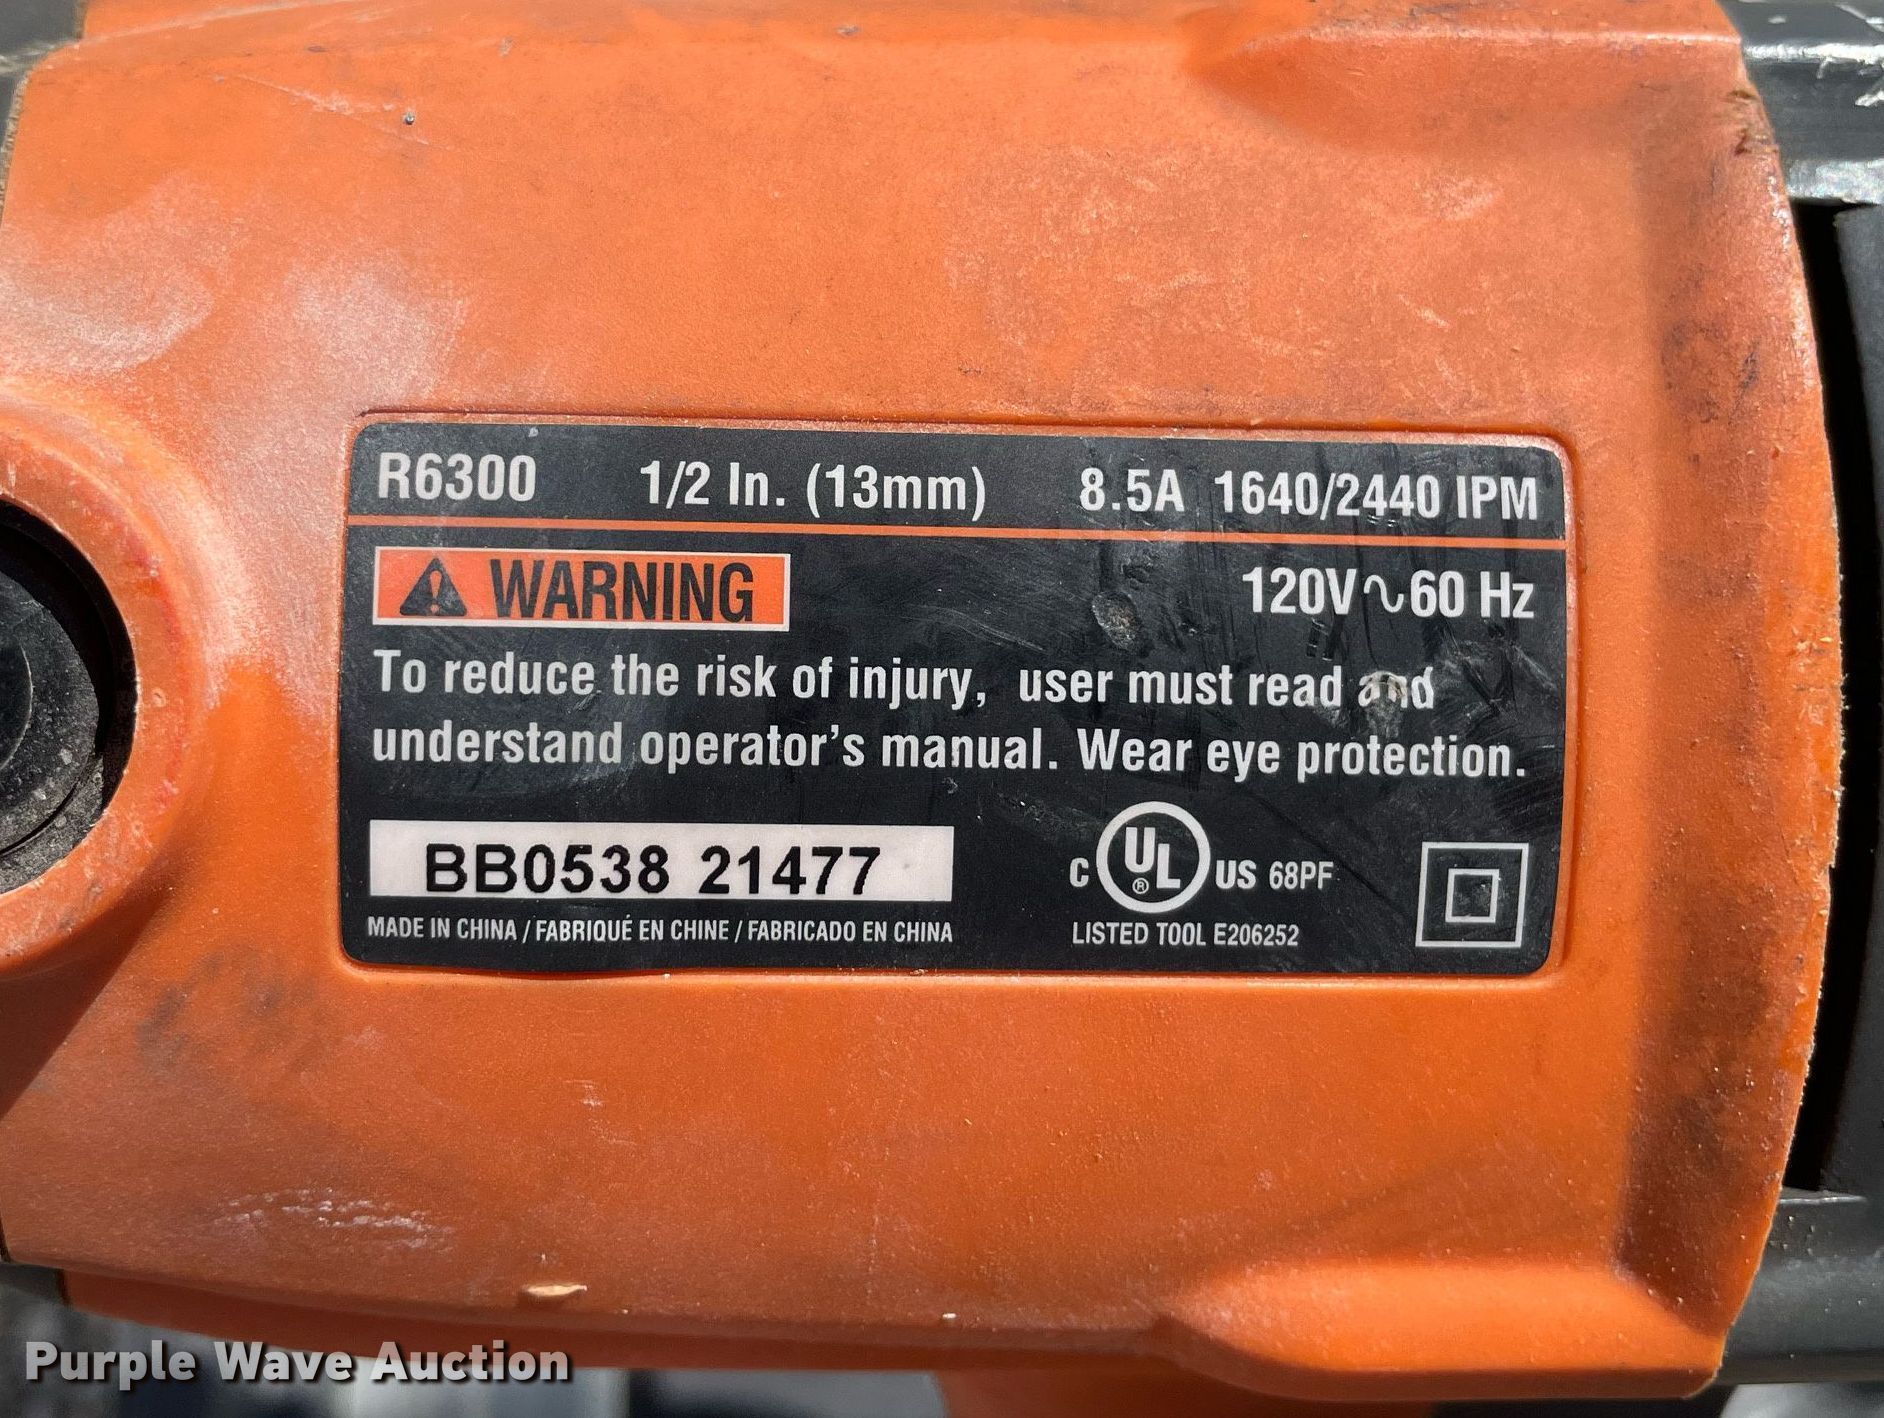 R6300 1/2 In. (13mm) 8.5A 1640/2440 IPM
WARNING 120V∿60 Hz
To reduce the risk of injury, user must read and
understand operator's manual. Wear eye protection.
BB0538 21477
C UL® US 68PF
MADE IN CHINA / FABRIQUÉ EN CHINE / FABRICADO EN CHINA
LISTED TOOL E206252
Purple Wave Auction